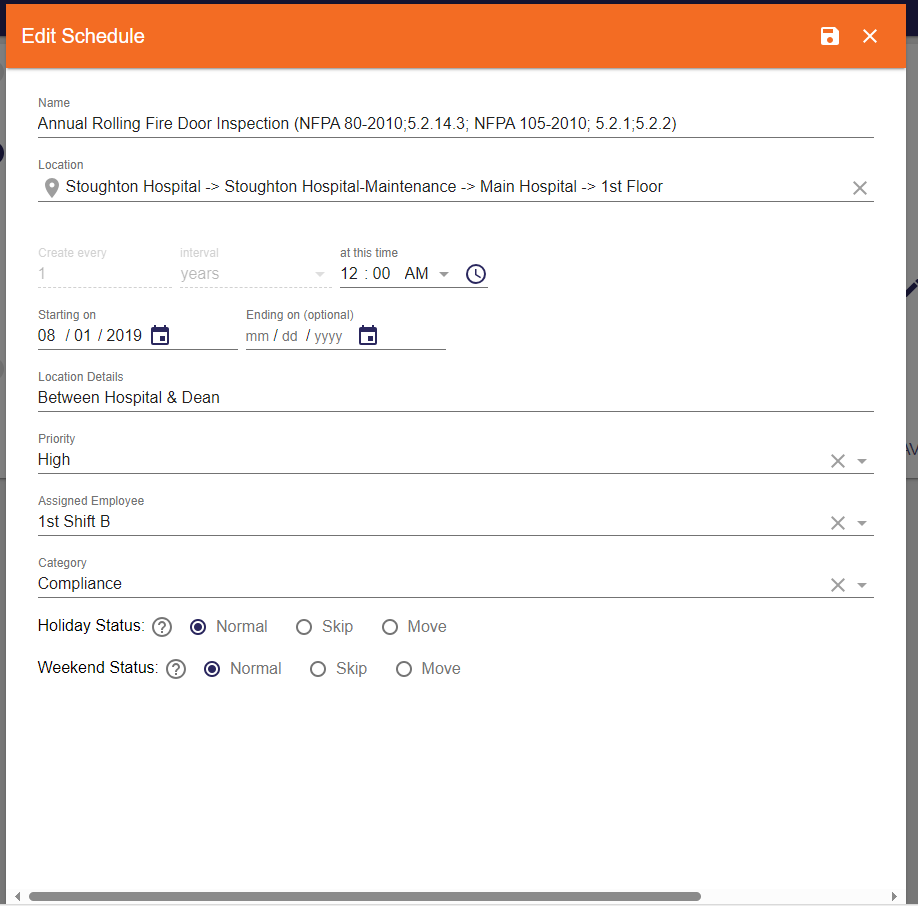 Edit Schedule
Name
Annual Rolling Fire Door Inspection (NFPA 80-2010;5.2.14.3; NFPA 105-2010; 5.2.1;5.2.2)
Location
Stoughton Hospital -> Stoughton Hospital-Maintenance -> Main Hospital -> 1st Floor
Create every interval at this time
1 years 12 : 00 AM
Starting on Ending on (optional)
08 / 01 / 2019 mm / dd / yyyy
Location Details
Between Hospital & Dean
Priority
High
Assigned Employee
1st Shift B
Category
Compliance
Holiday Status: ? Normal Skip Move
Weekend Status: ? Normal Skip Move